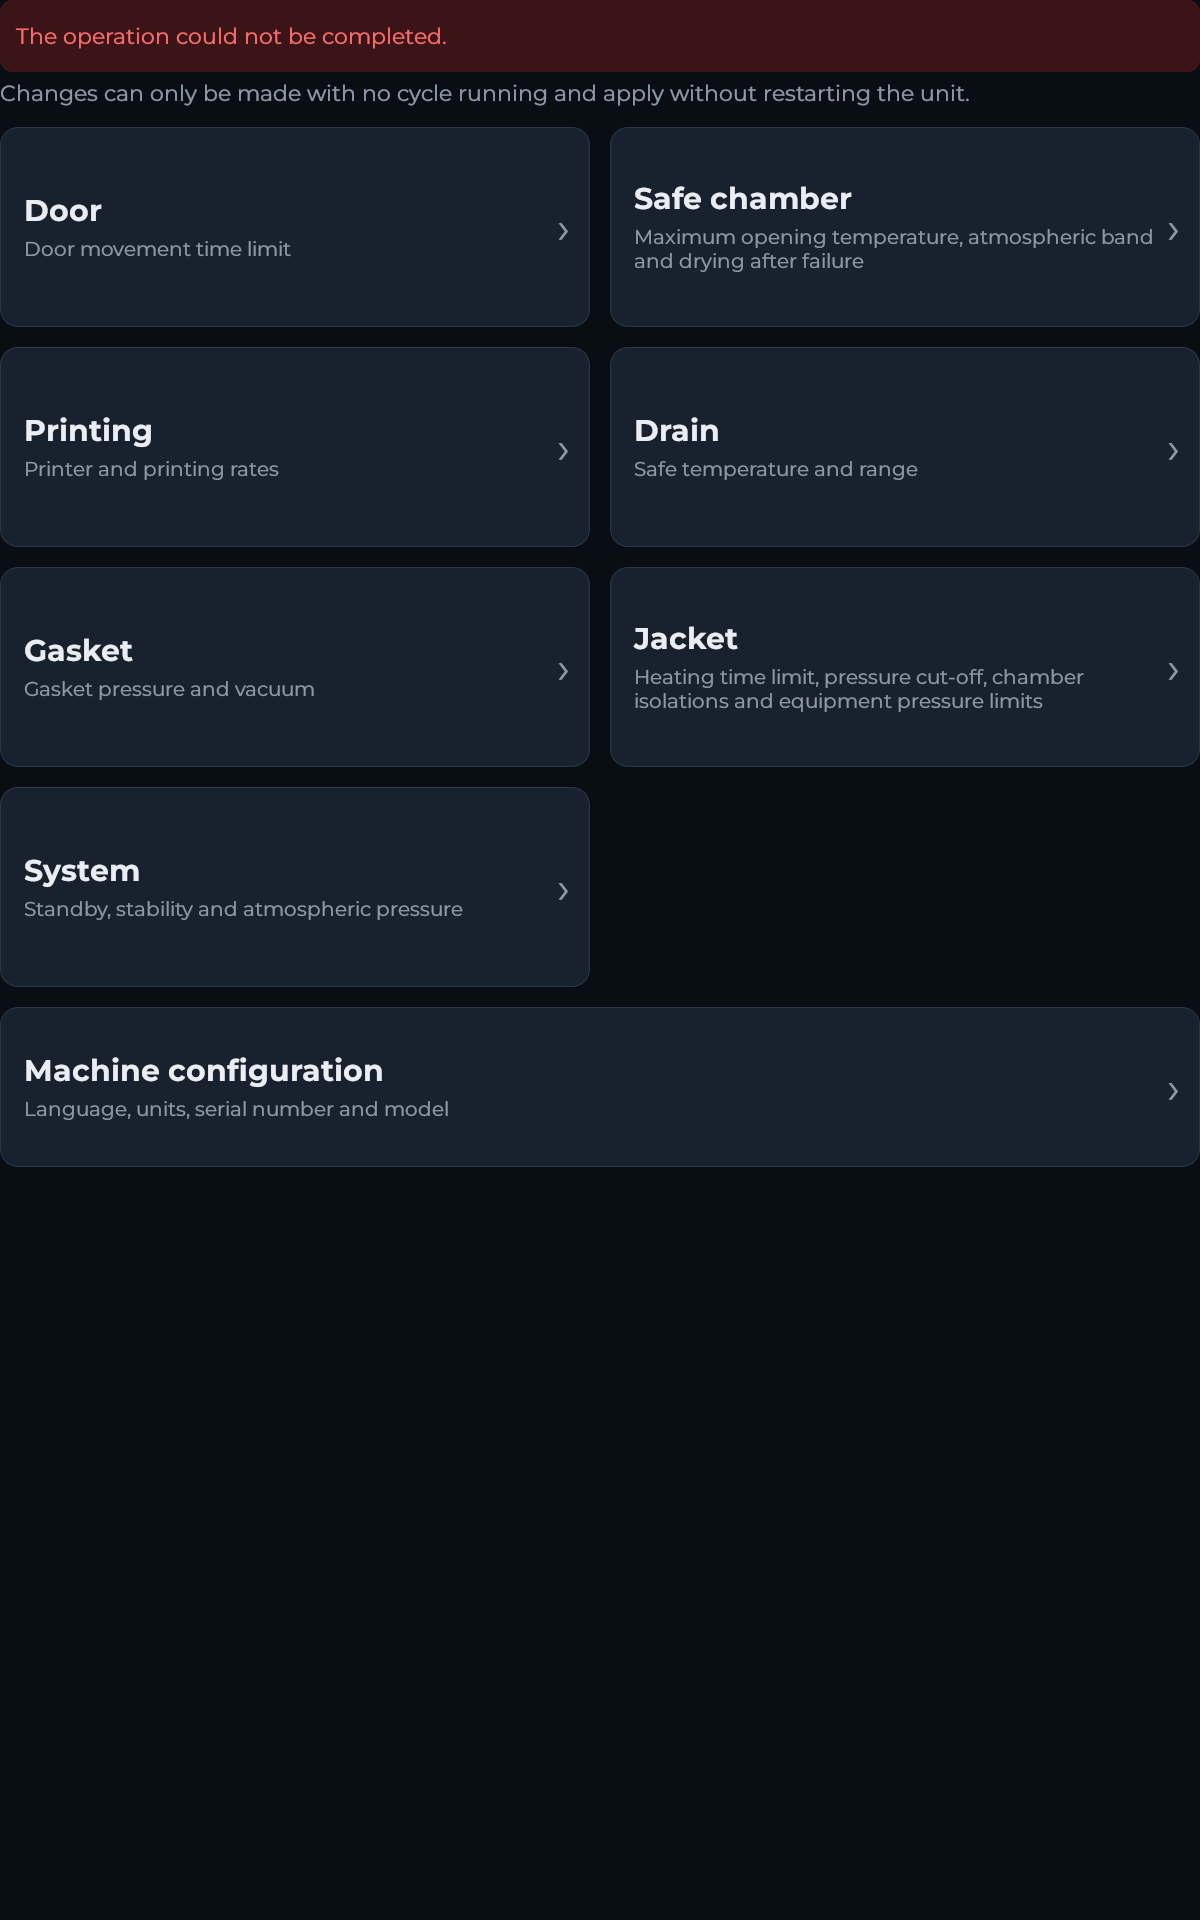 The operation could not be completed.
Changes can only be made with no cycle running and apply without restarting the unit.
Door
Door movement time limit
Safe chamber
Maximum opening temperature, atmospheric band
and drying after failure
Printing
Printer and printing rates
Drain
Safe temperature and range
Gasket
Gasket pressure and vacuum
Jacket
Heating time limit, pressure cut-off, chamber
isolations and equipment pressure limits
System
Standby, stability and atmospheric pressure
Machine configuration
Language, units, serial number and model